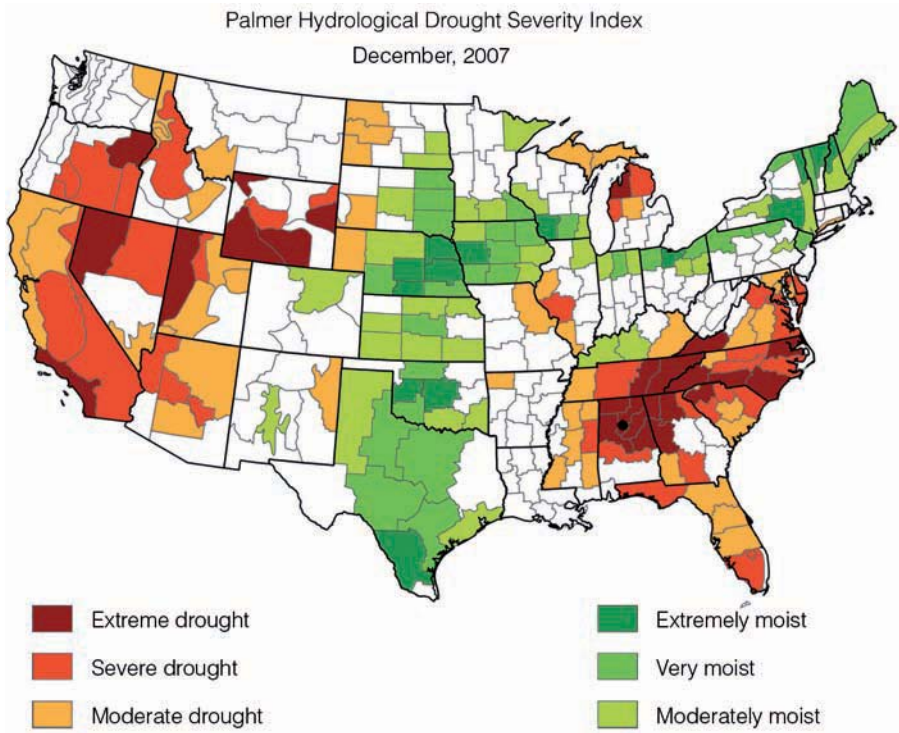 Palmer Hydrological Drought Severity Index
December, 2007
Extreme drought
Severe drought
Moderate drought
Extremely moist
Very moist
Moderately moist